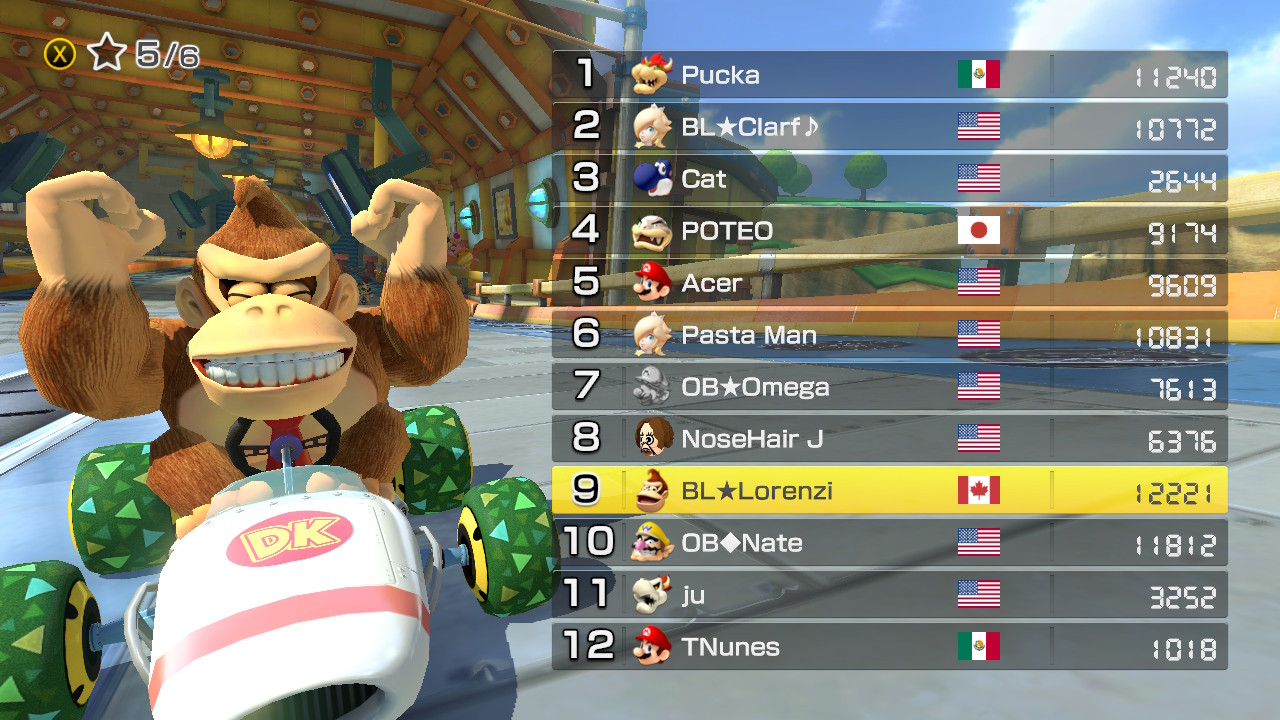 X ☆ 5/6
1 Pucka 11240
2 BL★Clarf♪ 10772
3 Cat 2644
4 POTEO 9174
5 Acer 9609
6 Pasta Man 10831
7 OB★Omega 7613
8 NoseHair J 6376
9 BL★Lorenzi 12221
10 OB◆Nate 11812
11 ju 3252
12 TNunes 1018
DK